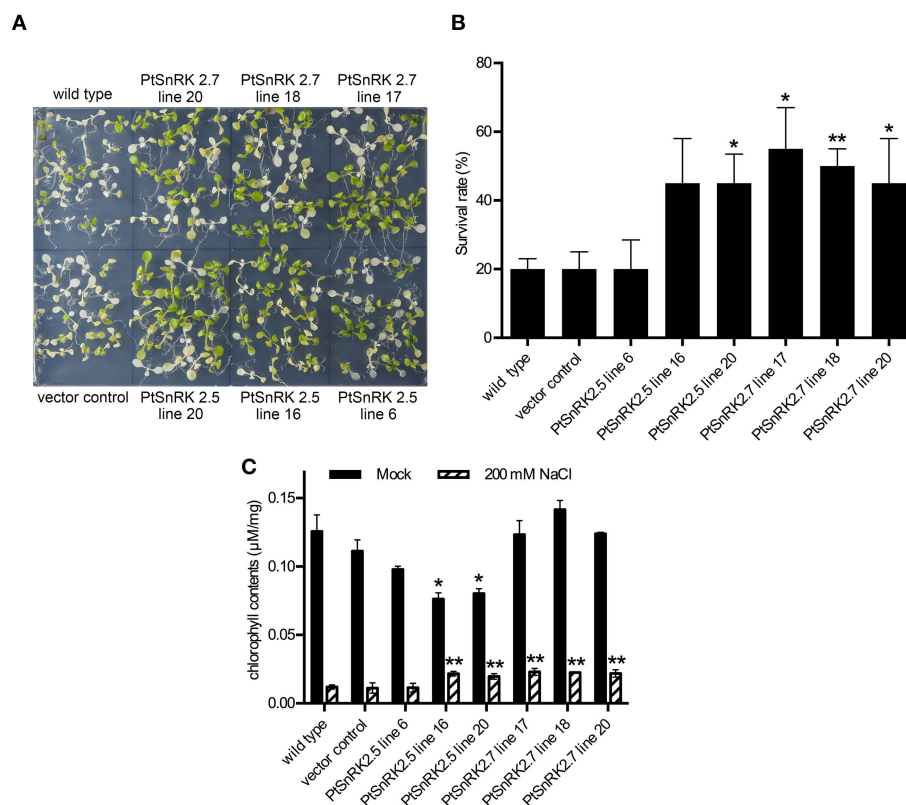 A
wild type
PtSnRK 2.7
line 20
PtSnRK 2.7
line 18
PtSnRK 2.7
line 17
vector control
PtSnRK 2.5
line 20
PtSnRK 2.5
line 16
PtSnRK 2.5
line 6
B
Survival rate (%)
80
60
40
20
0
*
*
**
*
wild type
vector control
PtSnRK2.5 line 6
PtSnRK2.5 line 16
PtSnRK2.5 line 20
PtSnRK2.7 line 17
PtSnRK2.7 line 18
PtSnRK2.7 line 20
C
Mock
200 mM NaCl
chlorophyll contents (μM/mg)
0.15
0.10
0.05
0.00
*
*
**
**
**
**
**
wild type
vector control
PtSnRK2.5 line 6
PtSnRK2.5 line 16
PtSnRK2.5 line 20
PtSnRK2.7 line 17
PtSnRK2.7 line 18
PtSnRK2.7 line 20